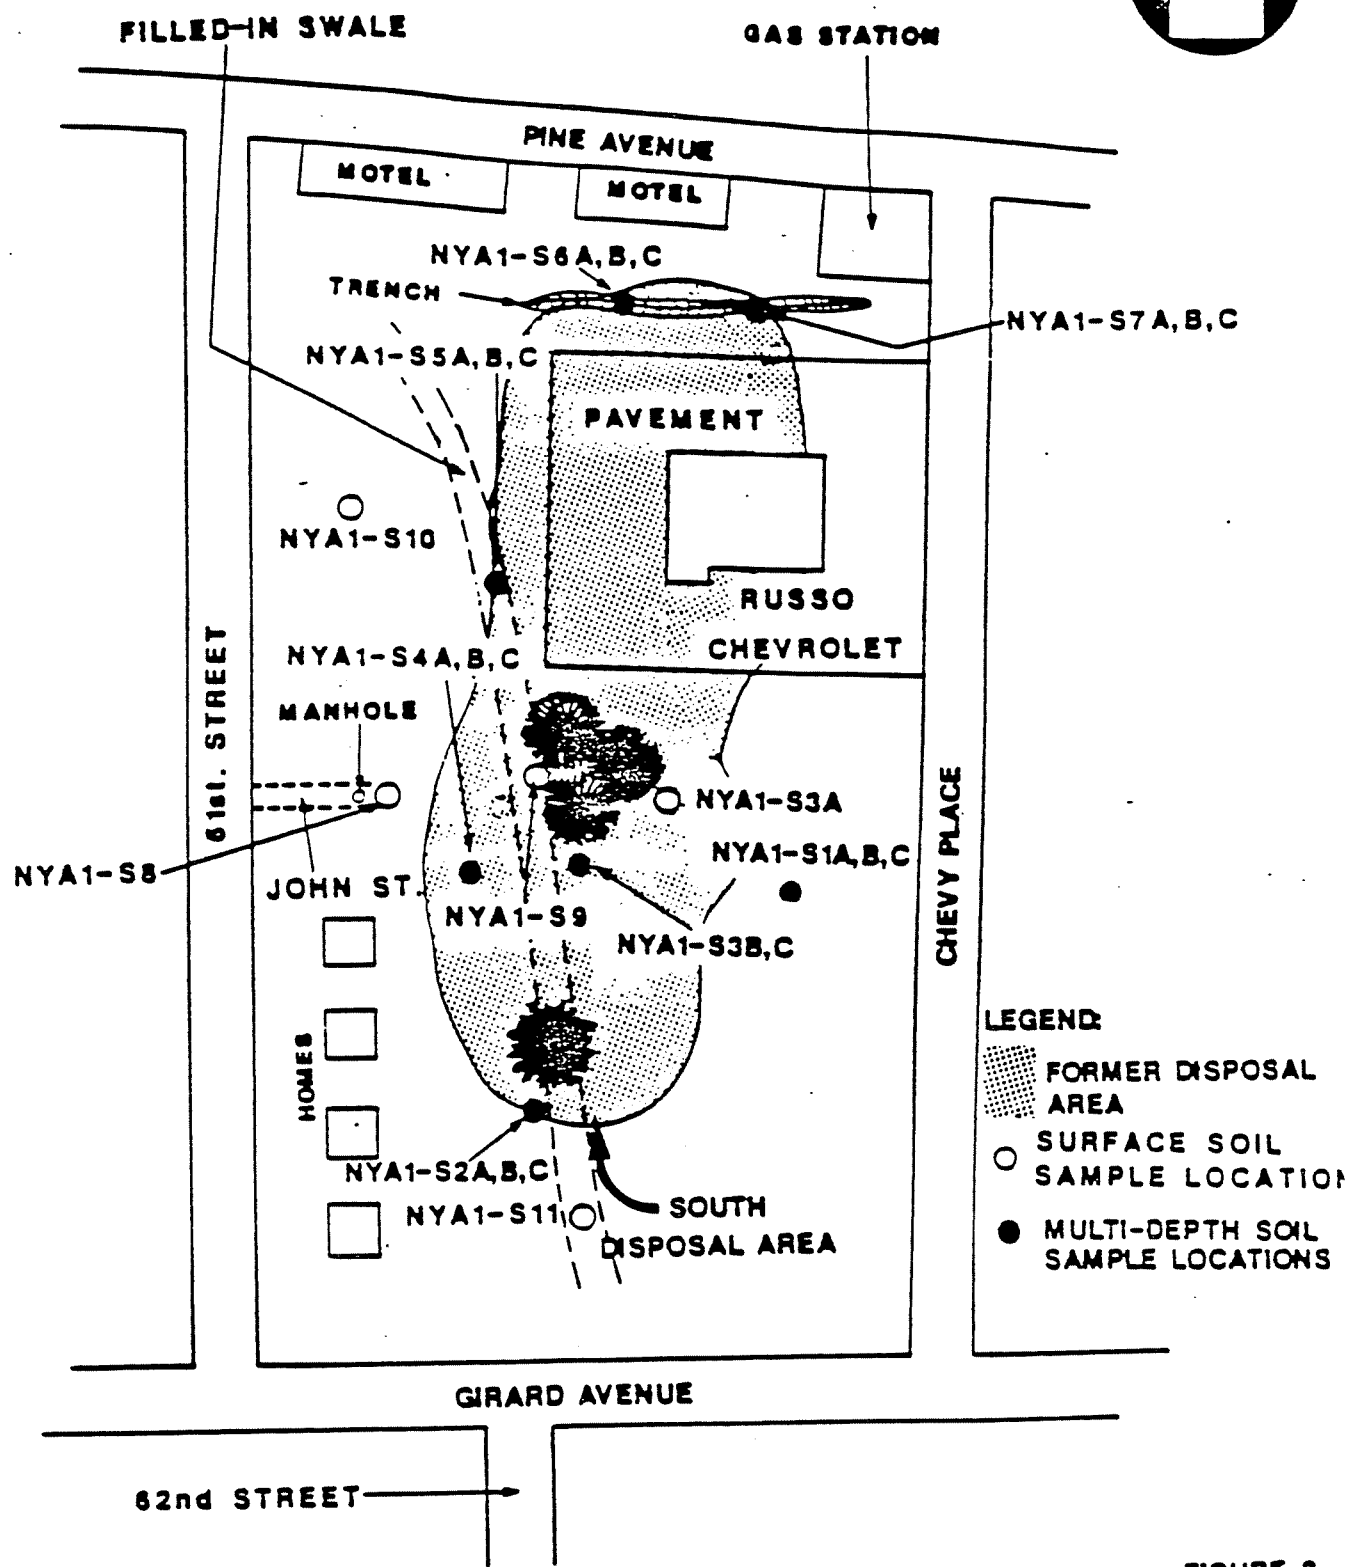 FILLED-IN SWALE
GAS STATION
PINE AVENUE
MOTEL
MOTEL
NYA1-S6A,B,C
TRENCH
NYA1-S7A,B,C
NYA1-S5A,B,C
PAVEMENT
NYA1-S10
RUSSO
CHEVROLET
NYA1-S4A,B,C
MANHOLE
61st. STREET
NYA1-S3A
NYA1-S1A,B,C
CHEVY PLACE
NYA1-S8
JOHN ST.
NYA1-S9
NYA1-S3B,C
HOMES
LEGEND:
FORMER DISPOSAL
AREA
SURFACE SOIL
SAMPLE LOCATION
MULTI-DEPTH SOIL
SAMPLE LOCATIONS
NYA1-S2A,B,C
NYA1-S11
SOUTH
DISPOSAL AREA
GIRARD AVENUE
62nd STREET